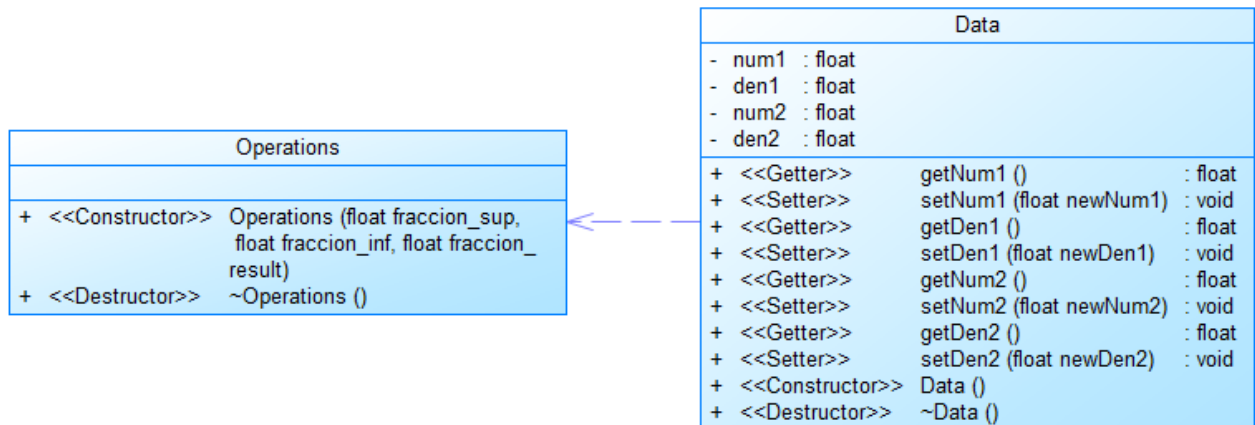 Operations
+ <<Constructor>> Operations (float fraccion_sup,
float fraccion_inf, float fraccion_
result)
+ <<Destructor>> ~Operations ()
Data
- num1 : float
- den1 : float
- num2 : float
- den2 : float
+ <<Getter>> getNum1 () : float
+ <<Setter>> setNum1 (float newNum1) : void
+ <<Getter>> getDen1 () : float
+ <<Setter>> setDen1 (float newDen1) : void
+ <<Getter>> getNum2 () : float
+ <<Setter>> setNum2 (float newNum2) : void
+ <<Getter>> getDen2 () : float
+ <<Setter>> setDen2 (float newDen2) : void
+ <<Constructor>> Data ()
+ <<Destructor>> ~Data ()